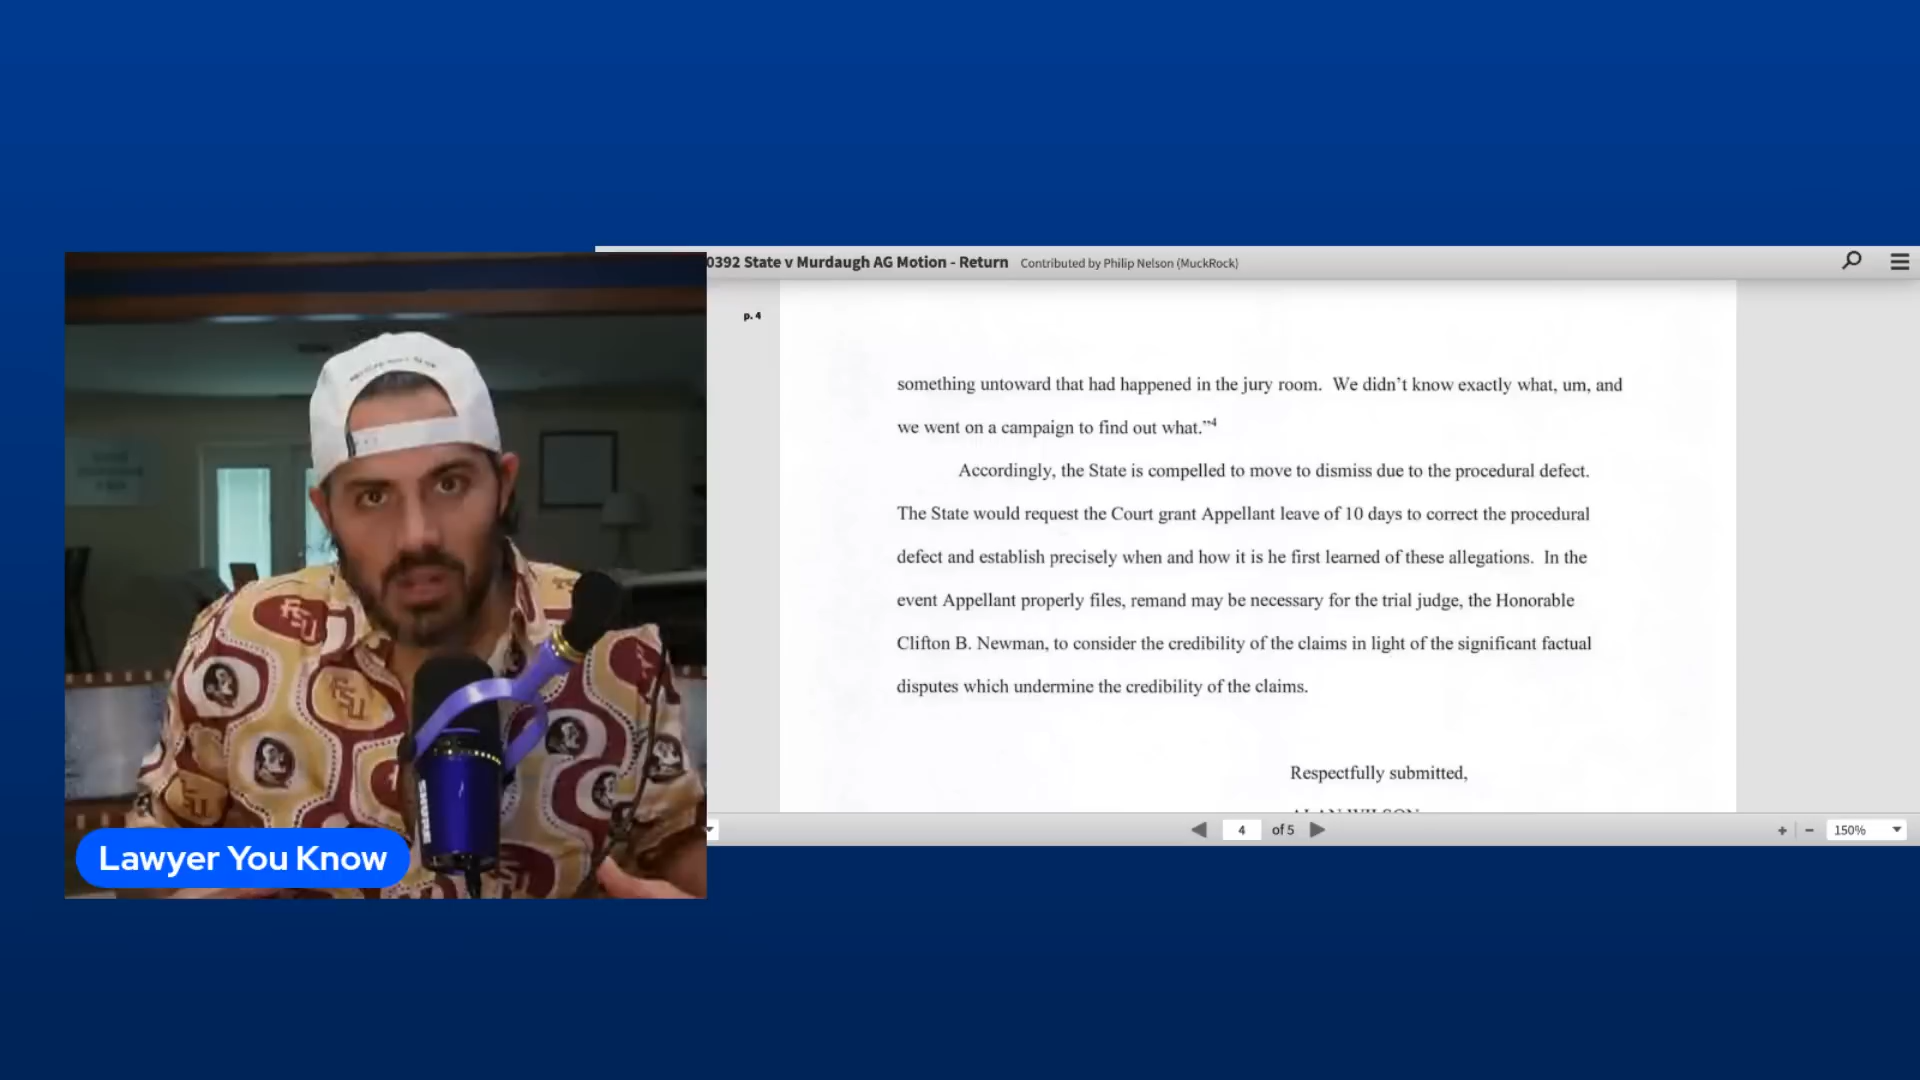 0392 State v Murdaugh AG Motion - Return Contributed by Philip Nelson (MuckRock)
p. 4
something untoward that had happened in the jury room. We didn't know exactly what, um, and
we went on a campaign to find out what."4
Accordingly, the State is compelled to move to dismiss due to the procedural defect.
The State would request the Court grant Appellant leave of 10 days to correct the procedural
defect and establish precisely when and how it is he first learned of these allegations. In the
event Appellant properly files, remand may be necessary for the trial judge, the Honorable
Clifton B. Newman, to consider the credibility of the claims in light of the significant factual
disputes which undermine the credibility of the claims.
Respectfully submitted,
ALAN WILSON
4 of 5
150%
FSU
FSU
FSU
SHURE
Lawyer You Know